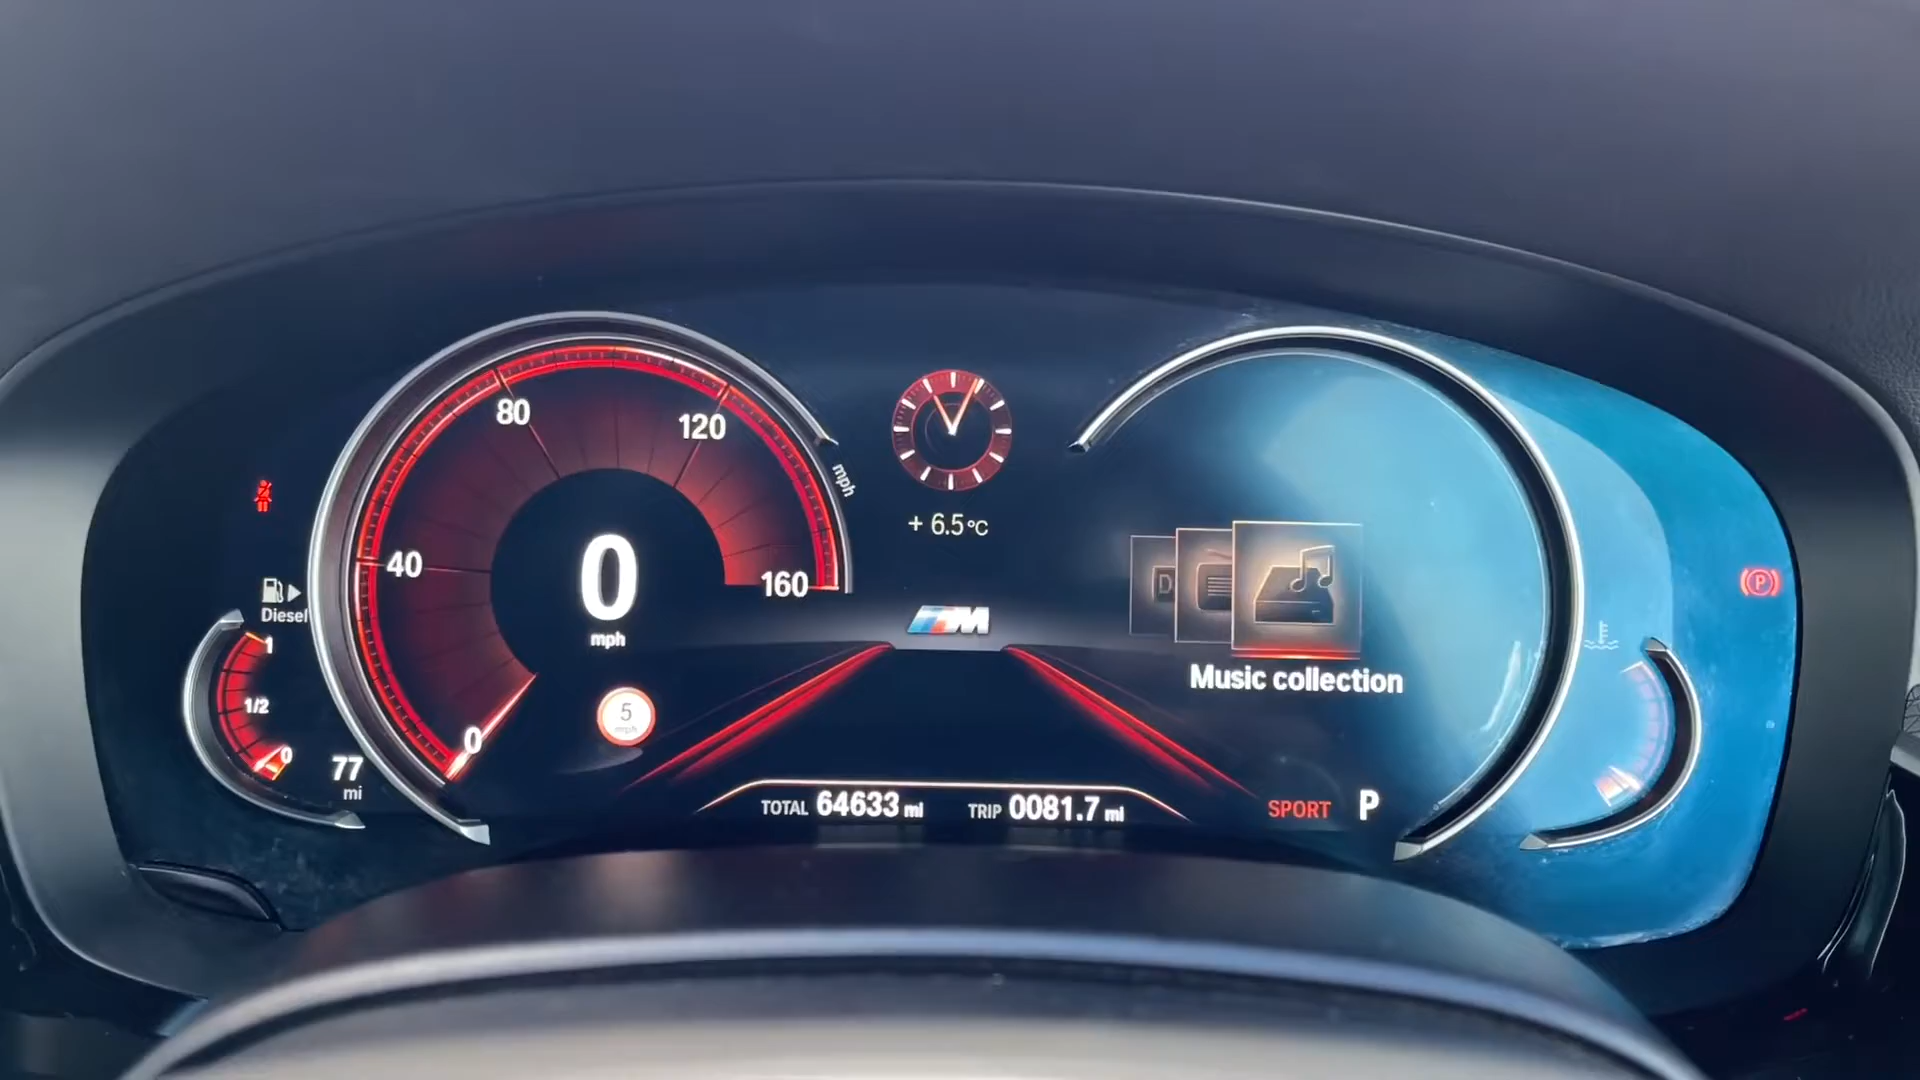 80
120
mph
+ 6.5°C
40
160
0
mph
Diesel
1
1/2
0
77
mi
0
5
mph
M
D
Music collection
TOTAL 64633 mi
TRIP 0081.7 mi
SPORT P
P